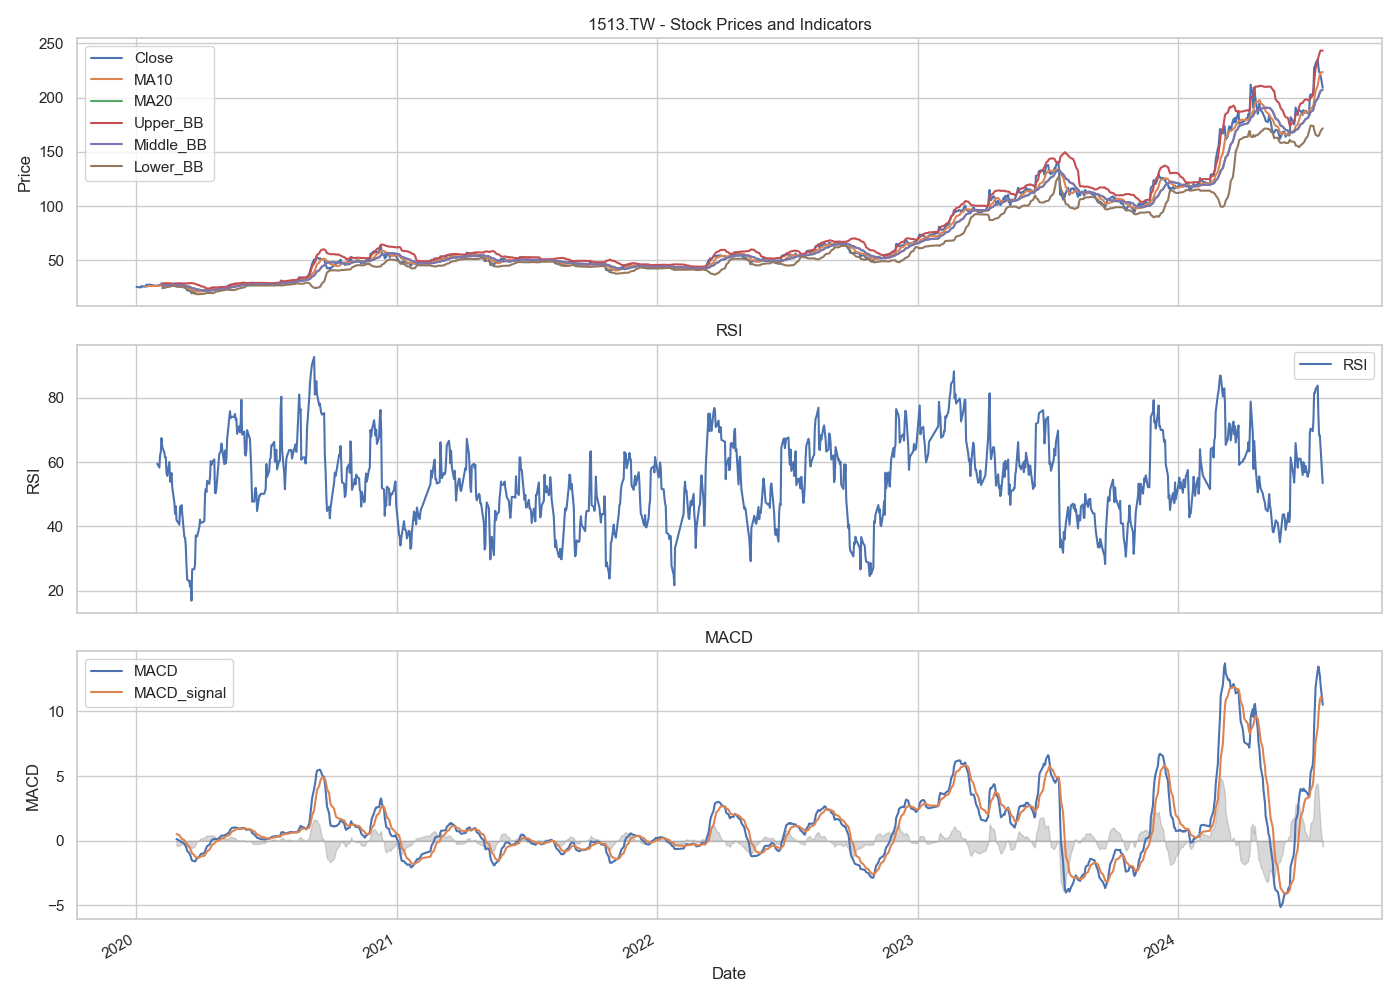 1513.TW - Stock Prices and Indicators
250
200
150
100
50
Price
Close
MA10
MA20
Upper_BB
Middle_BB
Lower_BB
RSI
80
60
40
20
RSI
RSI
MACD
10
5
0
−5
MACD
MACD
MACD_signal
2020
2021
2022
2023
2024
Date